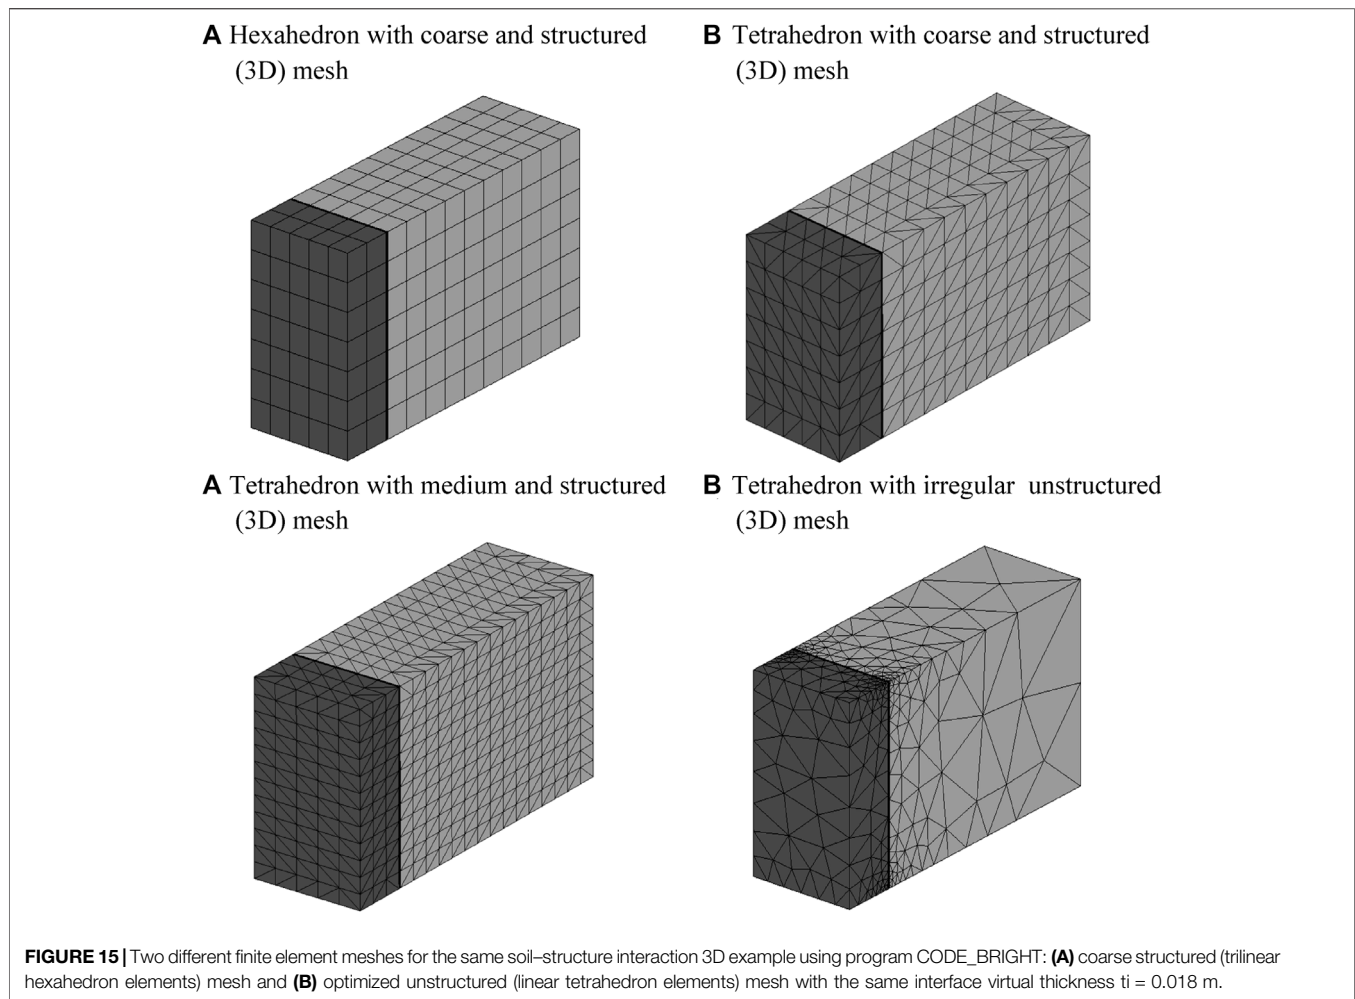 A Hexahedron with coarse and structured
(3D) mesh
B Tetrahedron with coarse and structured
(3D) mesh
A Tetrahedron with medium and structured
(3D) mesh
B Tetrahedron with irregular unstructured
(3D) mesh
FIGURE 15 | Two different finite element meshes for the same soil–structure interaction 3D example using program CODE_BRIGHT: (A) coarse structured (trilinear
hexahedron elements) mesh and (B) optimized unstructured (linear tetrahedron elements) mesh with the same interface virtual thickness ti = 0.018 m.